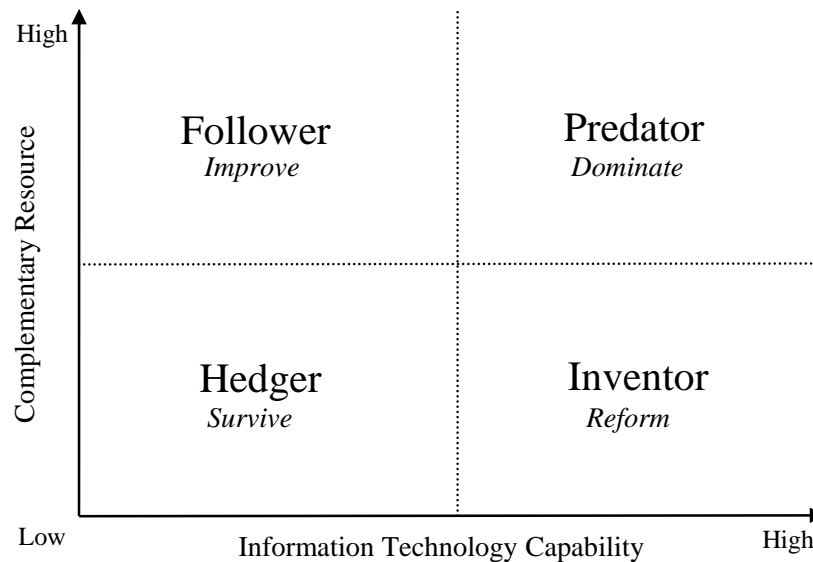 High
Follower
Improve
Predator
Dominate
Complementary Resource
Hedger
Survive
Inventor
Reform
Low
Information Technology Capability
High